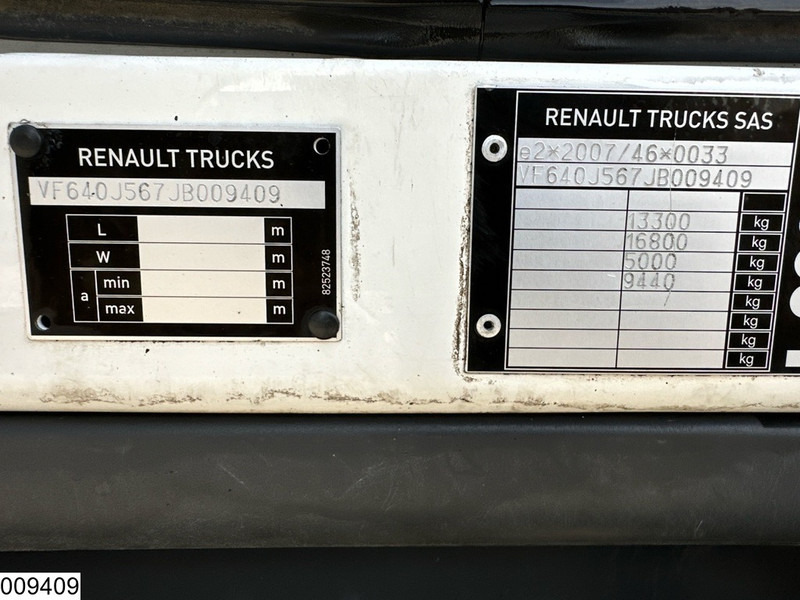 RENAULT TRUCKS
VF640J567JB009409
L m
W m
a min m
max m
82523748
RENAULT TRUCKS SAS
e2*2007/46*0033
VF640J567JB009409
13300 kg
16800 kg
5000 kg
9440 kg
kg
kg
kg
kg
009409